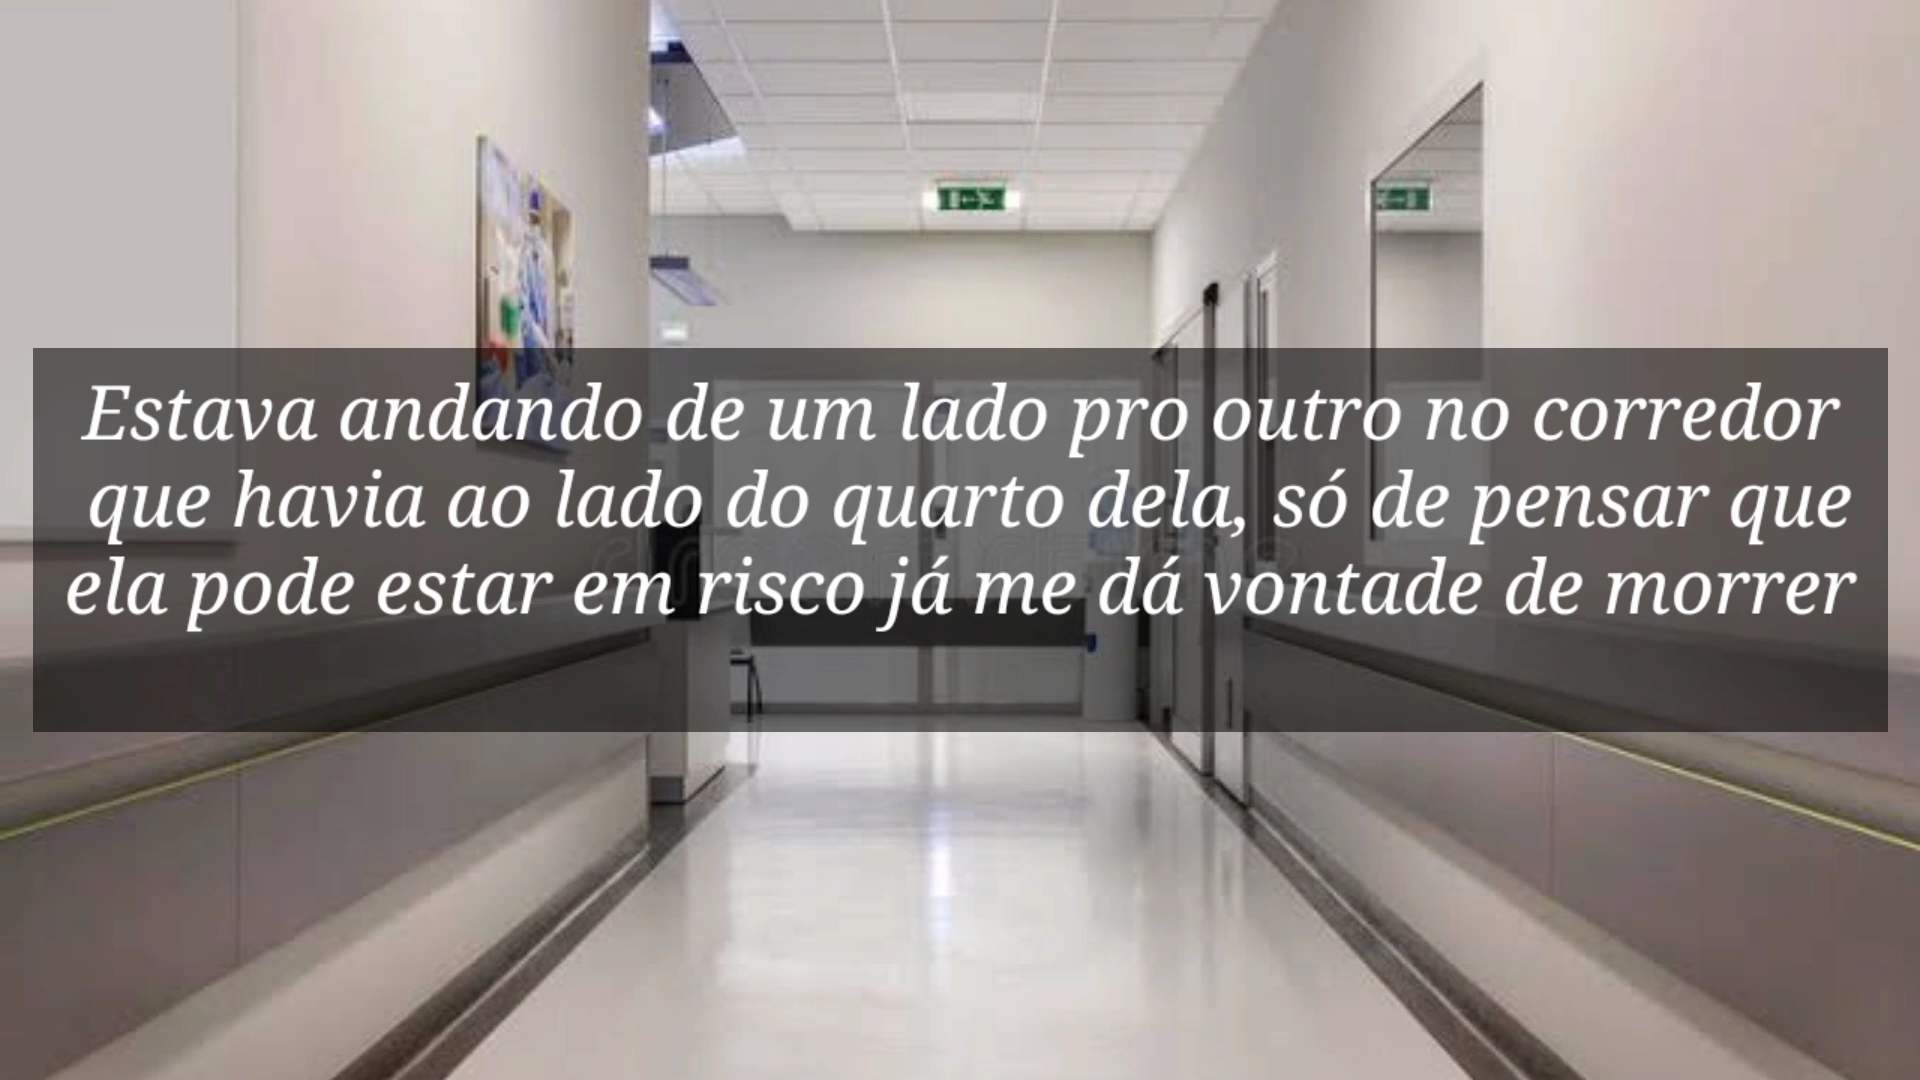 Estava andando de um lado pro outro no corredor
que havia ao lado do quarto dela, só de pensar que
ela pode estar em risco já me dá vontade de morrer